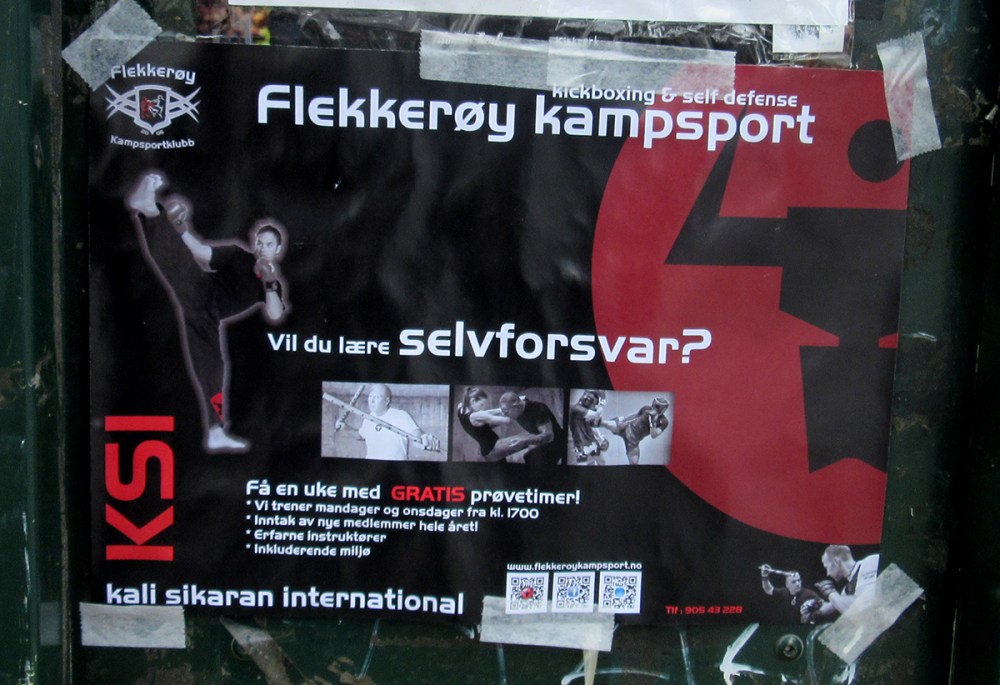 Flekkerøy
Kampsportklubb
kickboxing & self defense
Flekkerøy kampsport
Vil du lære selvforsvar?
KSI
Få en uke med GRATIS prøvetimer!
* Vi trener mandager og onsdager fra kl. 1700
* Inntak av nye medlemmer hele året!
* Erfarne instruktører
* Inkluderende miljø
www.flekkeroykampsport.no
kali sikaran international
Tlf : 905 43 228